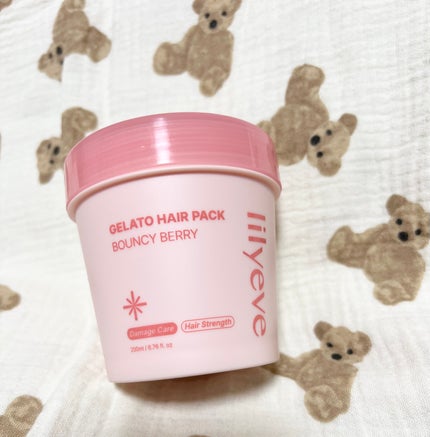 GELATO HAIR PACK
BOUNCY BERRY
lilyeve
Damage Care Hair Strength
200ml / 6.76 fl. oz